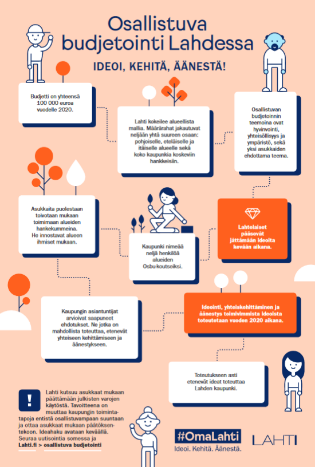 Osallistuva
budjetointi Lahdessa
IDEOI, KEHITÄ, ÄÄNESTÄ!
Budjetti on yhteensä
100 000 euroa
vuodelle 2020.
Lahti kokeilee alueellista
mallia. Määrärahat jakautuvat
neljään yhtä suureen osaan:
pohjoiselle, eteläiselle ja
itäiselle alueelle sekä
koko kaupunkia koskeviin
hankkeisiin.
Osallistuvan
budjetoinnin
teemoina ovat
hyvinvointi,
yhteisöllisyys ja
ympäristö, sekä
yksi asukkaiden
ehdottama teema.
Asukkaita puolestaan
toivotaan mukaan
toimimaan alueiden
hankekummeina.
He innostavat alueen
ihmiset mukaan.
Kaupunki nimeää
neljä henkilöä
alueiden
Osbu-koutseiksi.
Lahtelaiset
pääsevät
jättämään ideoita
kevään aikana.
Kaupungin asiantuntijat
arvioivat saapuneet
ehdotukset. Ne jotka on
mahdollista toteuttaa, etenevät
yhteiseen kehittämiseen ja
äänestykseen.
Ideointi, yhteiskehittäminen ja
äänestys toiveimmista ideoista
toteutetaan vuoden 2020 aikana.
Toteutukseen asti
etenevät ideat toteuttaa
Lahden kaupunki.
!
Lahti kutsuu asukkaat mukaan
päättämään julkisten varojen
käytöstä. Tavoitteena on
muuttaa kaupungin toiminta-
tapoja entistä osallistuvampaan suuntaan
ja ottaa asukkaat mukaan päätöksen-
tekoon. Ideahaku avataan keväällä.
Seuraa uutisointia somessa ja
Lahti.fi > osallistuva budjetointi
#OmaLahti
Ideoi. Kehitä. Äänestä.
LAHTI